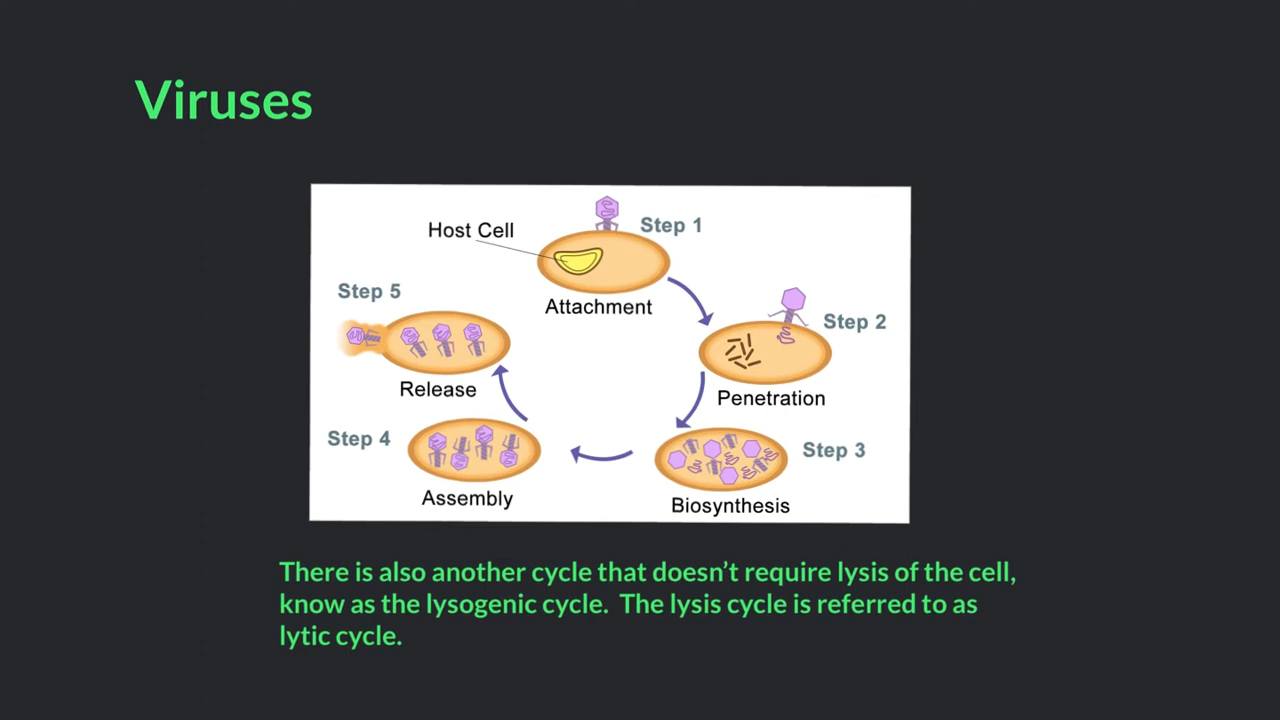 Viruses
Step 1
Host Cell
Attachment
Step 2
Penetration
Step 3
Biosynthesis
Step 4
Assembly
Step 5
Release
There is also another cycle that doesn’t require lysis of the cell,
know as the lysogenic cycle.  The lysis cycle is referred to as
lytic cycle.